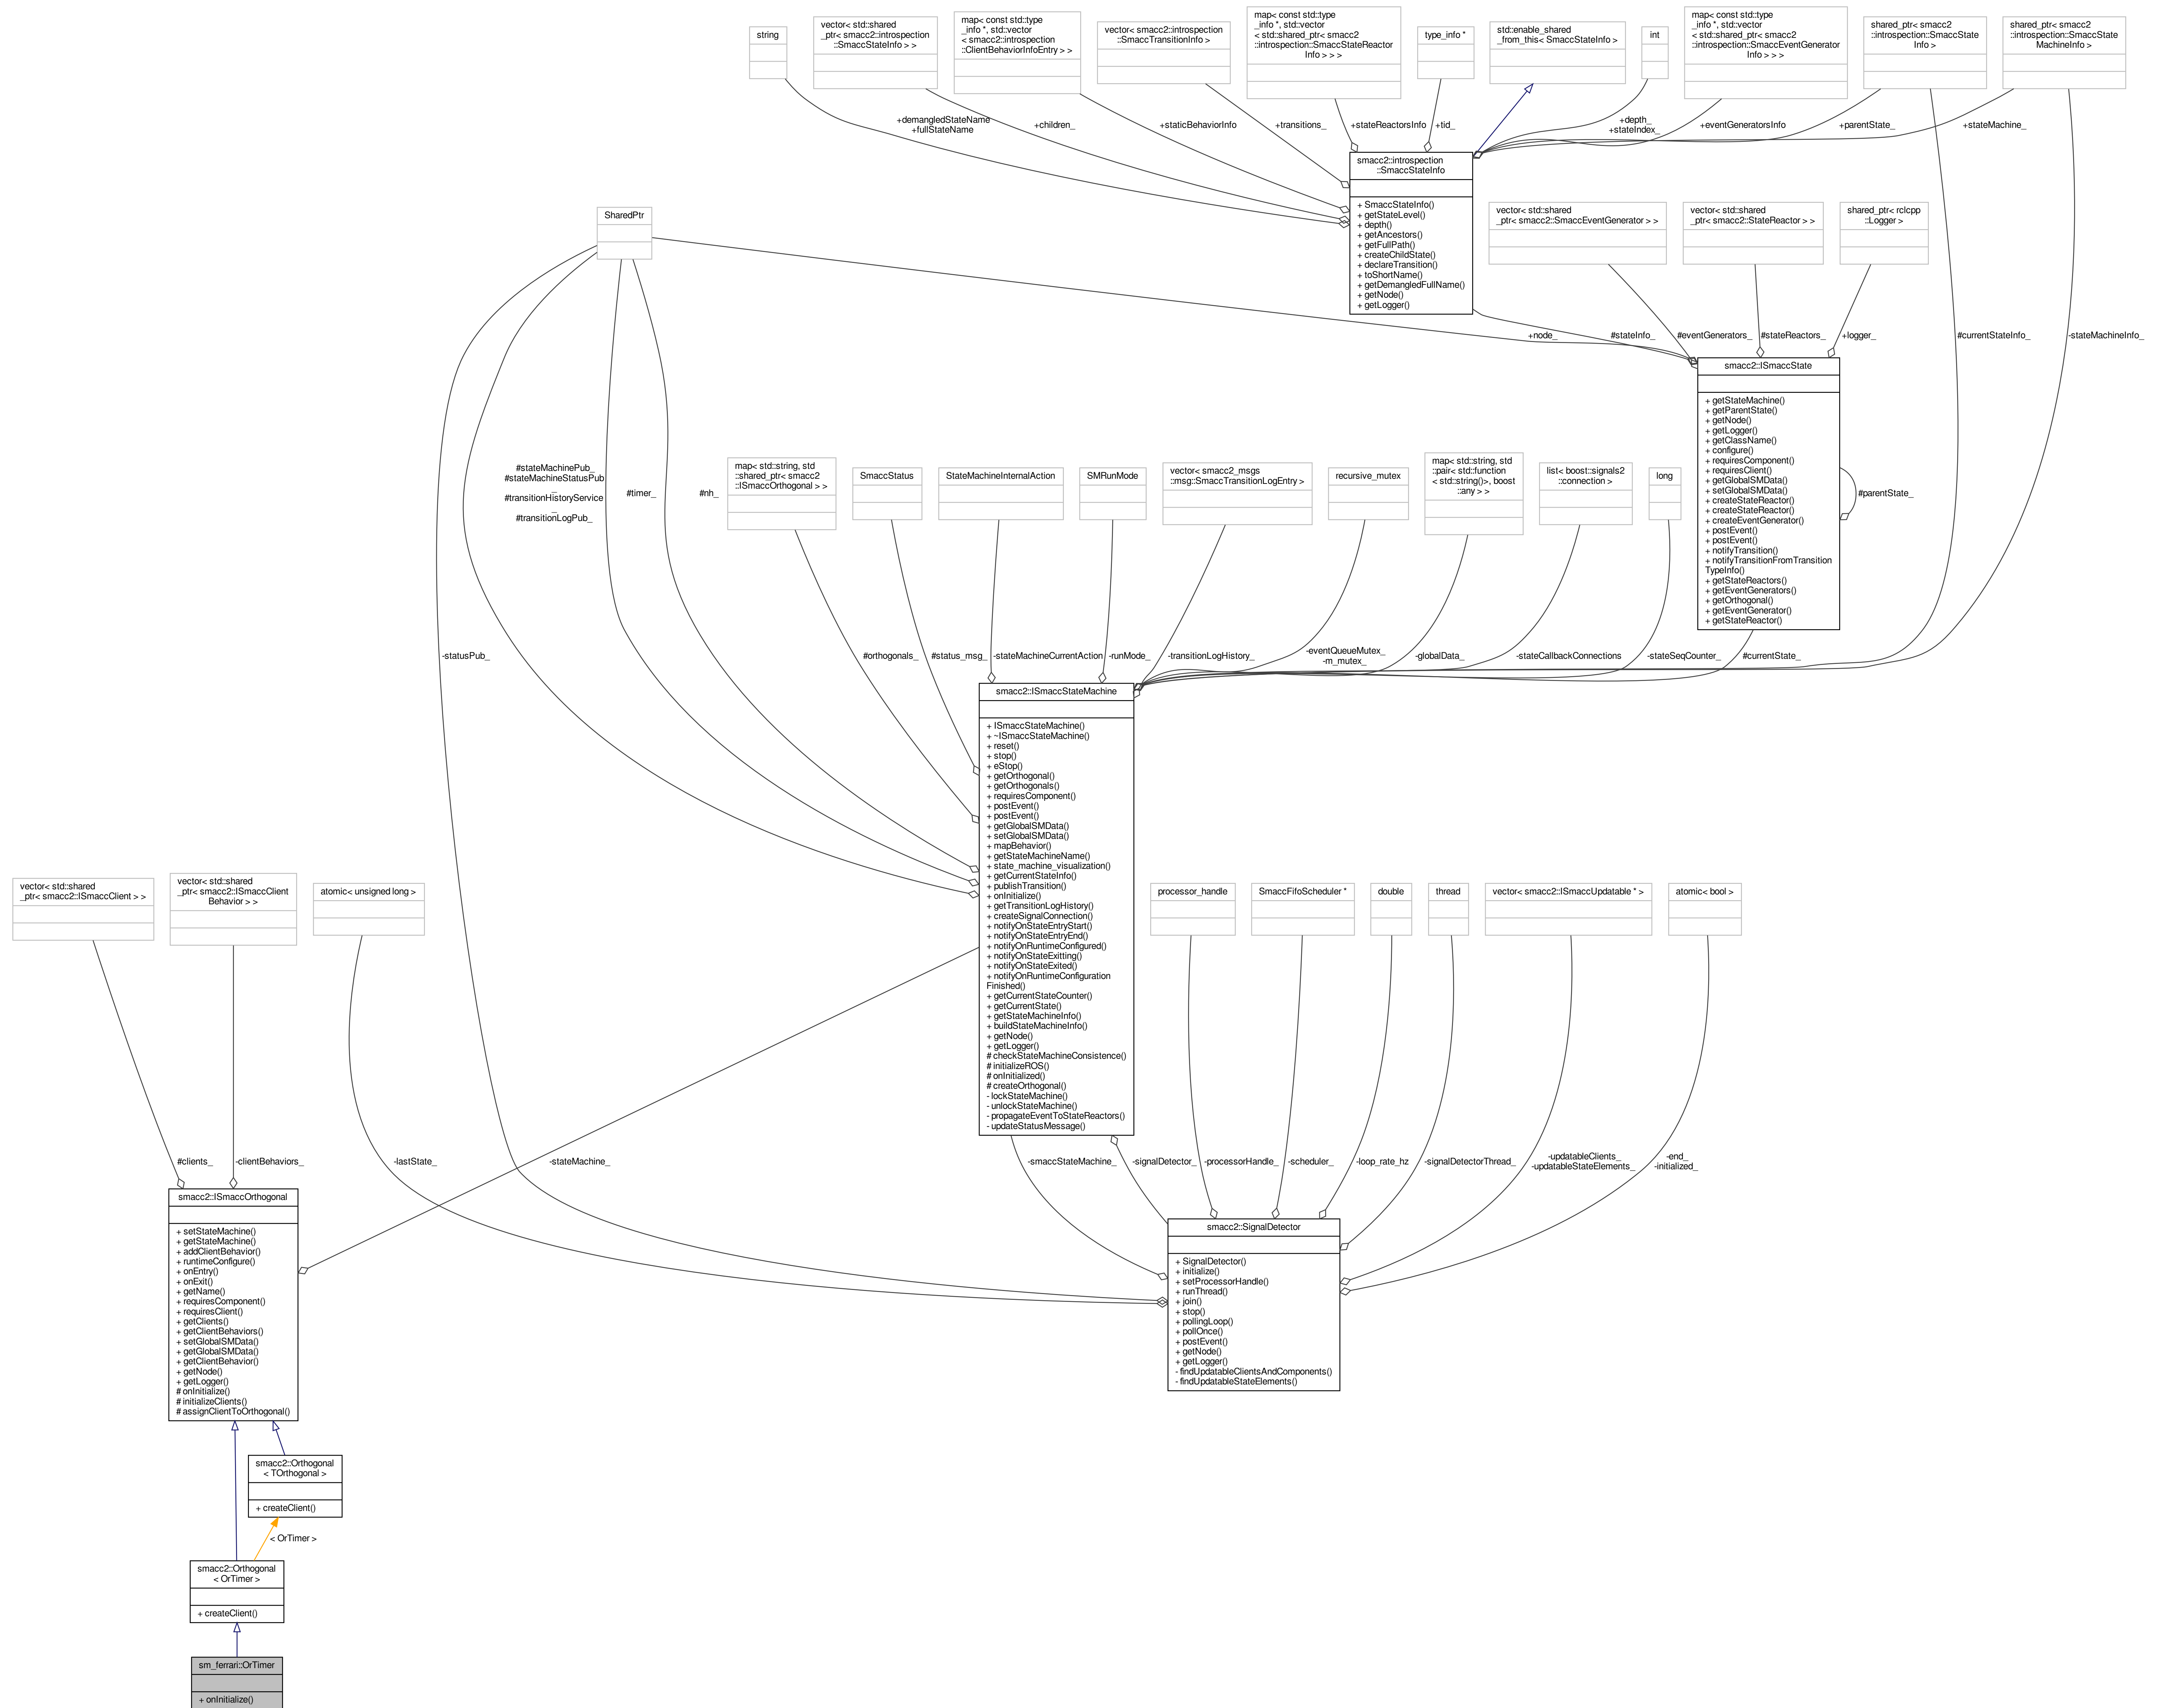 string
vector< std::shared
_ptr< smacc2::introspection
::SmaccStateInfo > >
map< const std::type
_info *, std::vector
< smacc2::introspection
::ClientBehaviorInfoEntry > >
vector< smacc2::introspection
::SmaccTransitionInfo >
map< const std::type
_info *, std::vector
< std::shared_ptr< smacc2
::introspection::SmaccStateReactor
Info > > >
type_info *
std::enable_shared
_from_this< SmaccStateInfo >
int
map< const std::type
_info *, std::vector
< std::shared_ptr< smacc2
::introspection::SmaccEventGenerator
Info > > >
shared_ptr< smacc2
::introspection::SmaccState
Info >
shared_ptr< smacc2
::introspection::SmaccState
MachineInfo >
+demangledStateName
+fullStateName
+children_
+staticBehaviorInfo
+transitions_
+stateReactorsInfo
+tid_
+depth_
+stateIndex_
+eventGeneratorsInfo
+parentState_
+stateMachine_
smacc2::introspection
::SmaccStateInfo
+ SmaccStateInfo()
+ getStateLevel()
+ depth()
+ getAncestors()
+ getFullPath()
+ createChildState()
+ declareTransition()
+ toShortName()
+ getDemangledFullName()
+ getNode()
+ getLogger()
SharedPtr
vector< std::shared
_ptr< smacc2::SmaccEventGenerator > >
vector< std::shared
_ptr< smacc2::StateReactor > >
shared_ptr< rclcpp
::Logger >
+node_
#stateInfo_
#eventGenerators_
#stateReactors_
+logger_
#currentStateInfo_
-stateMachineInfo_
smacc2::ISmaccState
+ getStateMachine()
+ getParentState()
+ getNode()
+ getLogger()
+ getClassName()
+ configure()
+ requiresComponent()
+ requiresClient()
+ getGlobalSMData()
+ setGlobalSMData()
+ createStateReactor()
+ createStateReactor()
+ createEventGenerator()
+ postEvent()
+ postEvent()
+ notifyTransition()
+ notifyTransitionFromTransition
TypeInfo()
+ getStateReactors()
+ getEventGenerators()
+ getOrthogonal()
+ getEventGenerator()
+ getStateReactor()
#parentState_
#stateMachinePub_
#stateMachineStatusPub
_
#transitionHistoryService
_
#transitionLogPub_
#timer_
#nh_
map< std::string, std
::shared_ptr< smacc2
::ISmaccOrthogonal > >
SmaccStatus
StateMachineInternalAction
SMRunMode
vector< smacc2_msgs
::msg::SmaccTransitionLogEntry >
recursive_mutex
map< std::string, std
::pair< std::function
< std::string()>, boost
::any > >
list< boost::signals2
::connection >
long
-statusPub_
#orthogonals_
#status_msg_
-stateMachineCurrentAction
-runMode_
-transitionLogHistory_
-eventQueueMutex_
-m_mutex_
-globalData_
-stateCallbackConnections
-stateSeqCounter_
#currentState_
smacc2::ISmaccStateMachine
+ ISmaccStateMachine()
+ ~ISmaccStateMachine()
+ reset()
+ stop()
+ eStop()
+ getOrthogonal()
+ getOrthogonals()
+ requiresComponent()
+ postEvent()
+ postEvent()
+ getGlobalSMData()
+ setGlobalSMData()
+ mapBehavior()
+ getStateMachineName()
+ state_machine_visualization()
+ getCurrentStateInfo()
+ publishTransition()
+ onInitialize()
+ getTransitionLogHistory()
+ createSignalConnection()
+ notifyOnStateEntryStart()
+ notifyOnStateEntryEnd()
+ notifyOnRuntimeConfigured()
+ notifyOnStateExitting()
+ notifyOnStateExited()
+ notifyOnRuntimeConfiguration
Finished()
+ getCurrentStateCounter()
+ getCurrentState()
+ getStateMachineInfo()
+ buildStateMachineInfo()
+ getNode()
+ getLogger()
# checkStateMachineConsistence()
# initializeROS()
# onInitialized()
# createOrthogonal()
- lockStateMachine()
- unlockStateMachine()
- propagateEventToStateReactors()
- updateStatusMessage()
vector< std::shared
_ptr< smacc2::ISmaccClient > >
vector< std::shared
_ptr< smacc2::ISmaccClient
Behavior > >
atomic< unsigned long >
processor_handle
SmaccFifoScheduler *
double
thread
vector< smacc2::ISmaccUpdatable * >
atomic< bool >
#clients_
-clientBehaviors_
-lastState_
-stateMachine_
-smaccStateMachine_
-signalDetector_
-processorHandle_
-scheduler_
-loop_rate_hz
-signalDetectorThread_
-updatableClients_
-updatableStateElements_
-end_
-initialized_
smacc2::ISmaccOrthogonal
+ setStateMachine()
+ getStateMachine()
+ addClientBehavior()
+ runtimeConfigure()
+ onEntry()
+ onExit()
+ getName()
+ requiresComponent()
+ requiresClient()
+ getClients()
+ getClientBehaviors()
+ setGlobalSMData()
+ getGlobalSMData()
+ getClientBehavior()
+ getNode()
+ getLogger()
# onInitialize()
# initializeClients()
# assignClientToOrthogonal()
smacc2::SignalDetector
+ SignalDetector()
+ initialize()
+ setProcessorHandle()
+ runThread()
+ join()
+ stop()
+ pollingLoop()
+ pollOnce()
+ postEvent()
+ getNode()
+ getLogger()
- findUpdatableClientsAndComponents()
- findUpdatableStateElements()
smacc2::Orthogonal
< TOrthogonal >
+ createClient()
< OrTimer >
smacc2::Orthogonal
< OrTimer >
+ createClient()
sm_ferrari::OrTimer
+ onInitialize()